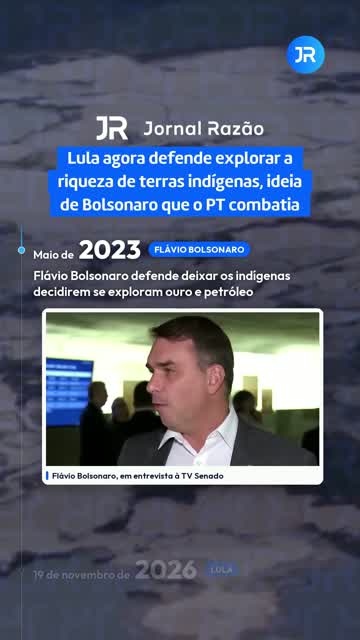 JR
JR Jornal Razão
Lula agora defende explorar a
riqueza de terras indígenas, ideia
de Bolsonaro que o PT combatia
Maio de 2023 FLÁVIO BOLSONARO
Flávio Bolsonaro defende deixar os indígenas
decidirem se exploram ouro e petróleo
Flávio Bolsonaro, em entrevista à TV Senado
19 de novembro de 2026 LULA